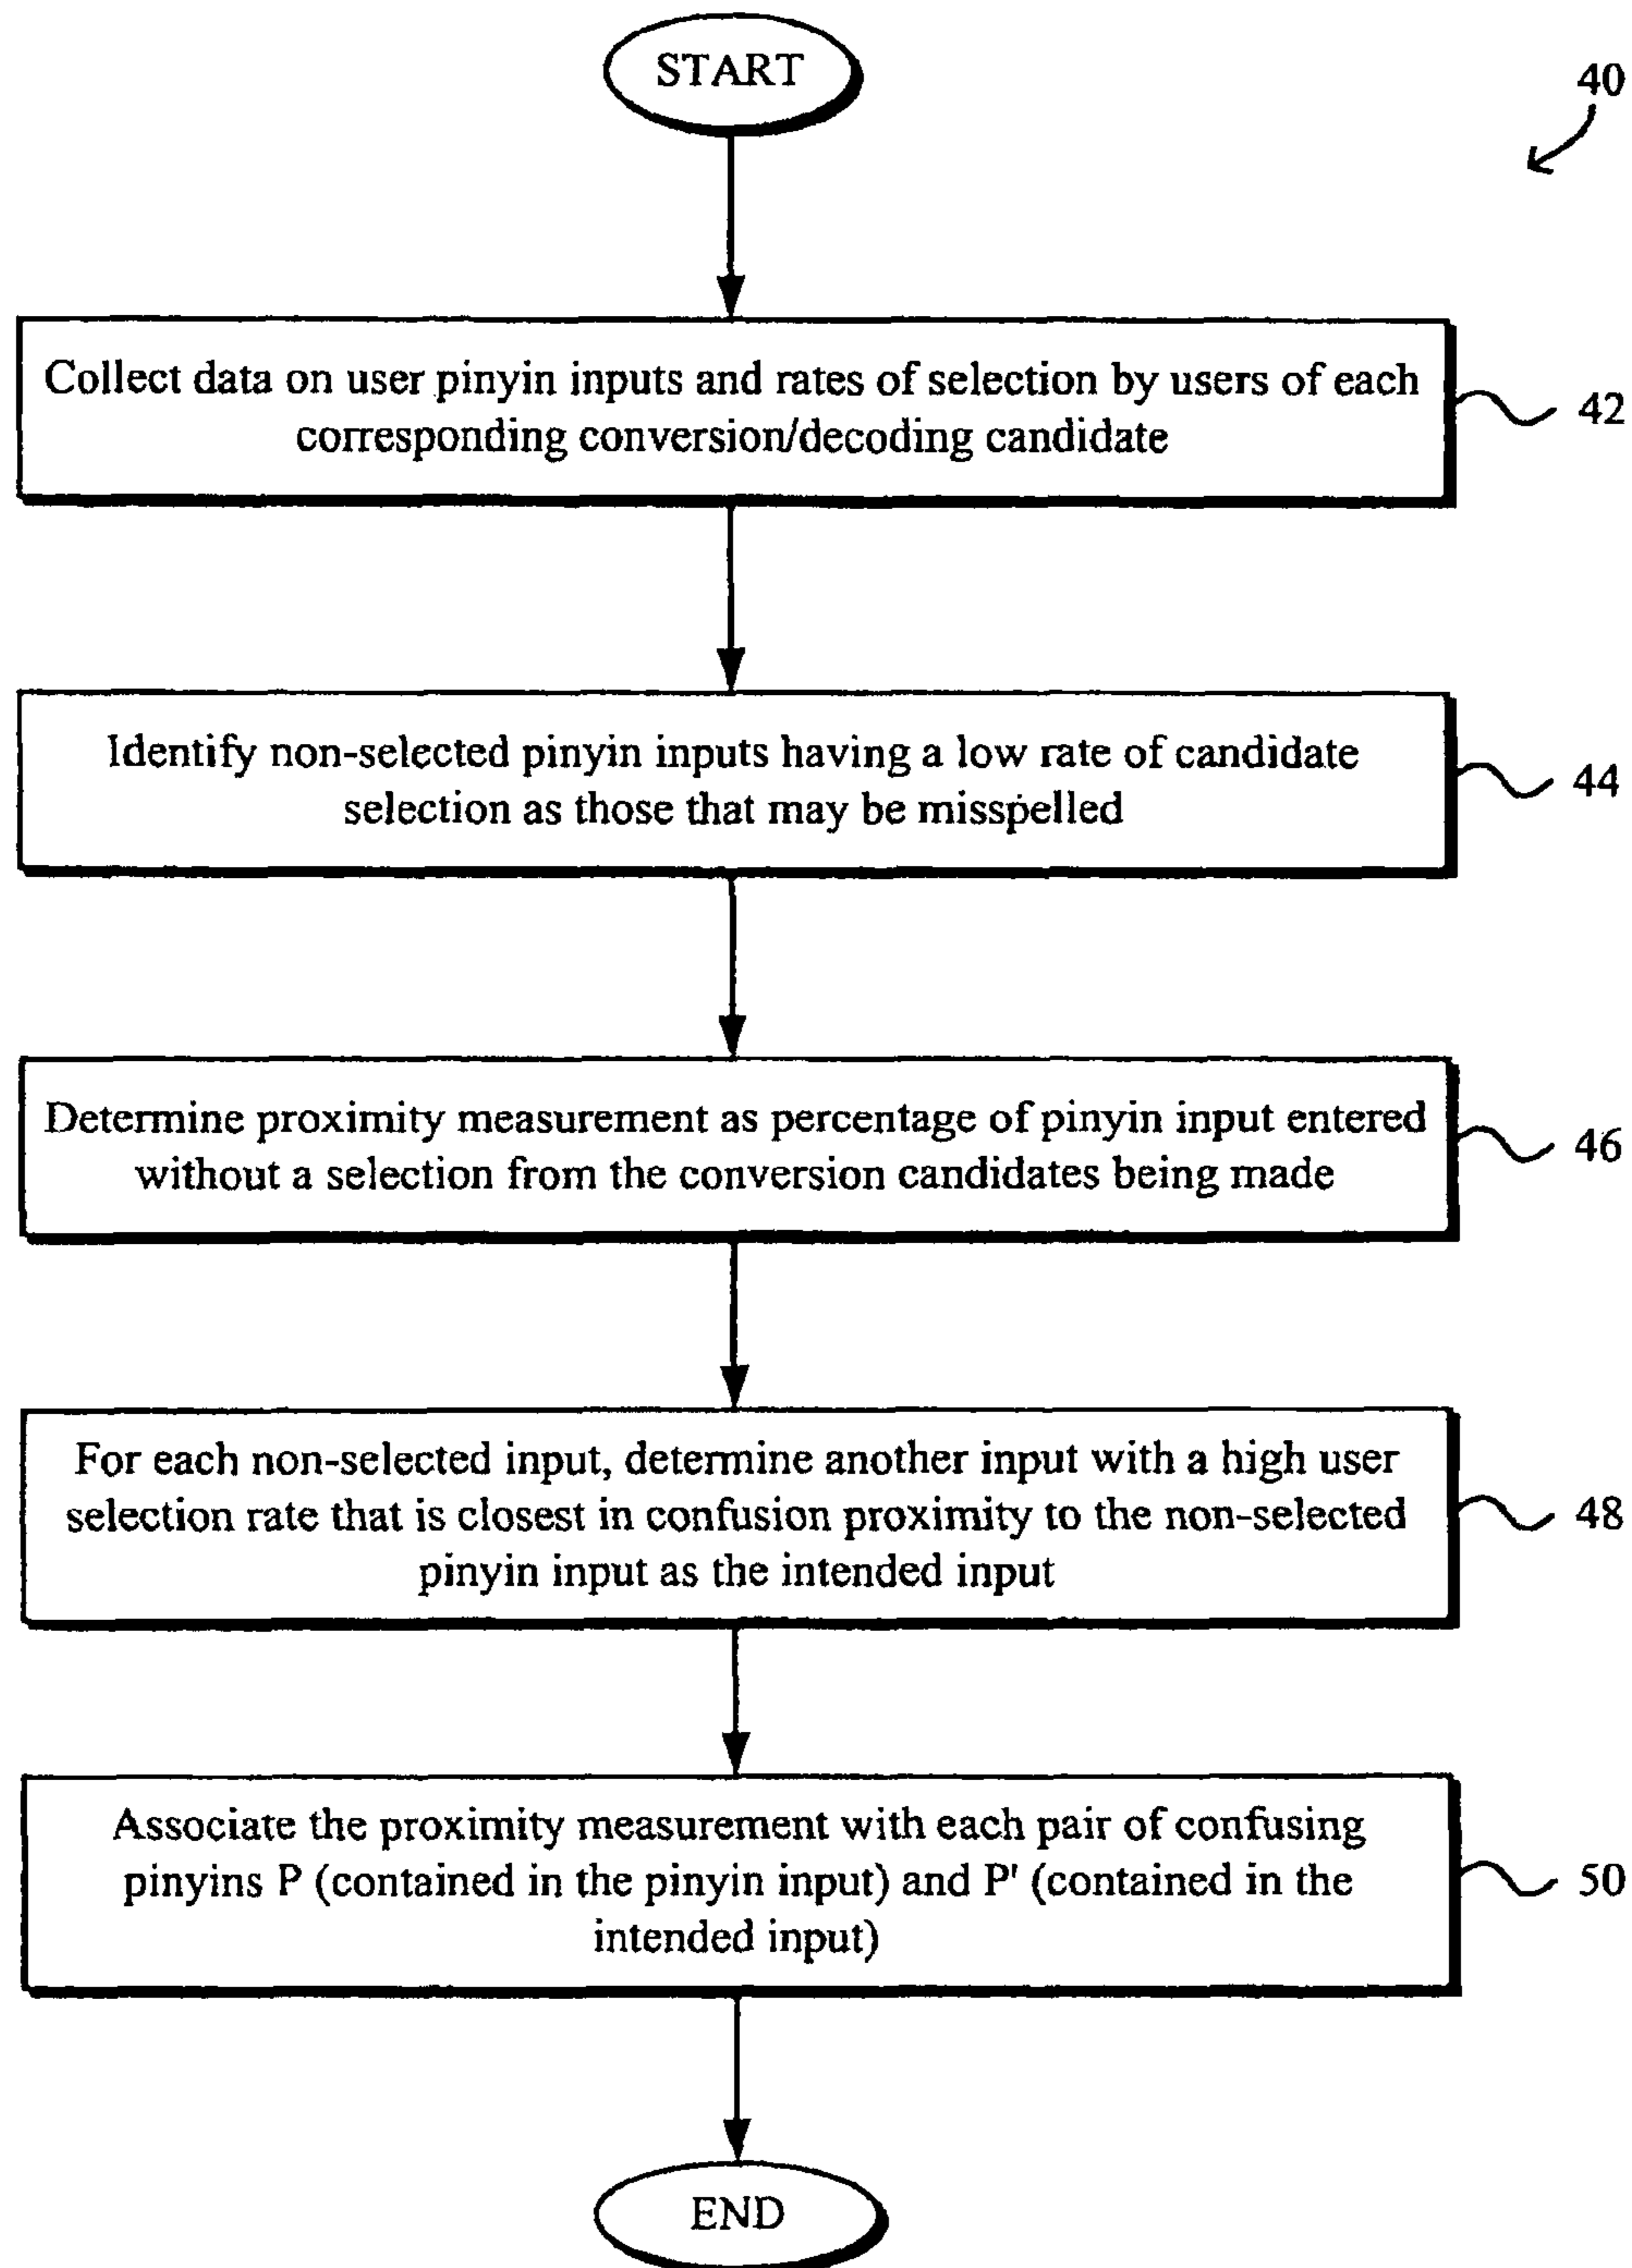 START
40
Collect data on user pinyin inputs and rates of selection by users of each
corresponding conversion/decoding candidate
42
Identify non-selected pinyin inputs having a low rate of candidate
selection as those that may be misspelled
44
Determine proximity measurement as percentage of pinyin input entered
without a selection from the conversion candidates being made
46
For each non-selected input, determine another input with a high user
selection rate that is closest in confusion proximity to the non-selected
pinyin input as the intended input
48
Associate the proximity measurement with each pair of confusing
pinyins P (contained in the pinyin input) and P' (contained in the
intended input)
50
END